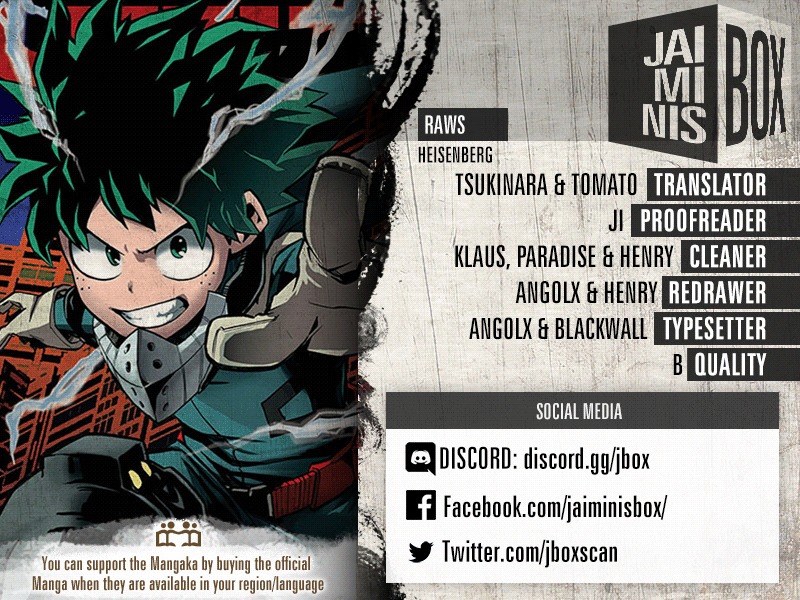 JAI
MI
NIS
BOX
RAWS
HEISENBERG
TSUKINARA & TOMATO TRANSLATOR
JI PROOFREADER
KLAUS, PARADISE & HENRY CLEANER
ANGOLX & HENRY REDRAWER
ANGOLX & BLACKWALL TYPESETTER
B QUALITY
SOCIAL MEDIA
DISCORD: discord.gg/jbox
Facebook.com/jaiminisbox/
Twitter.com/jboxscan
You can support the Mangaka by buying the official
Manga when they are available in your region/language